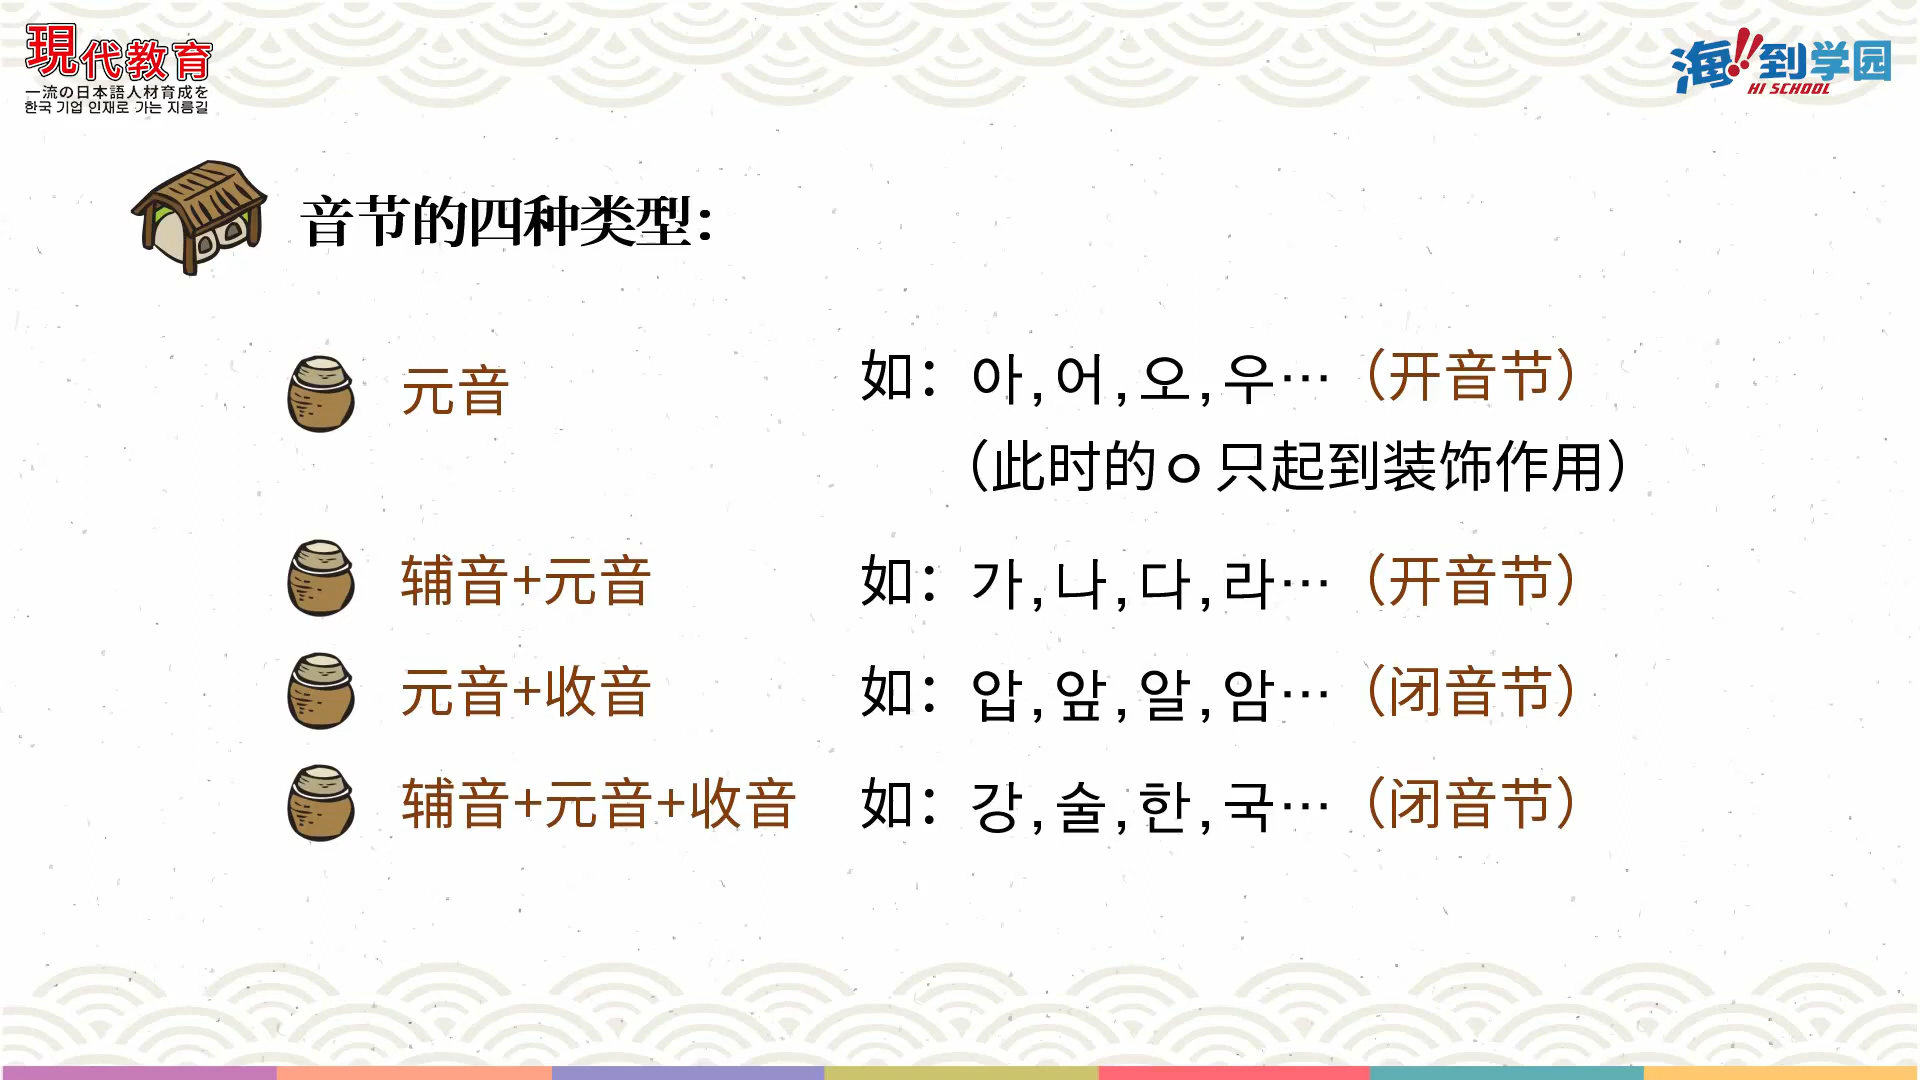 現代教育
一流の日本語人材育成を
한국 기업 인재로 가는 지름길
海!!到学园
HI SCHOOL
音节的四种类型：
元音 如：아,어,오,우…（开音节）
（此时的ㅇ只起到装饰作用）
辅音+元音 如：가,나,다,라…（开音节）
元音+收音 如：압,앞,알,암…（闭音节）
辅音+元音+收音 如：강,술,한,국…（闭音节）